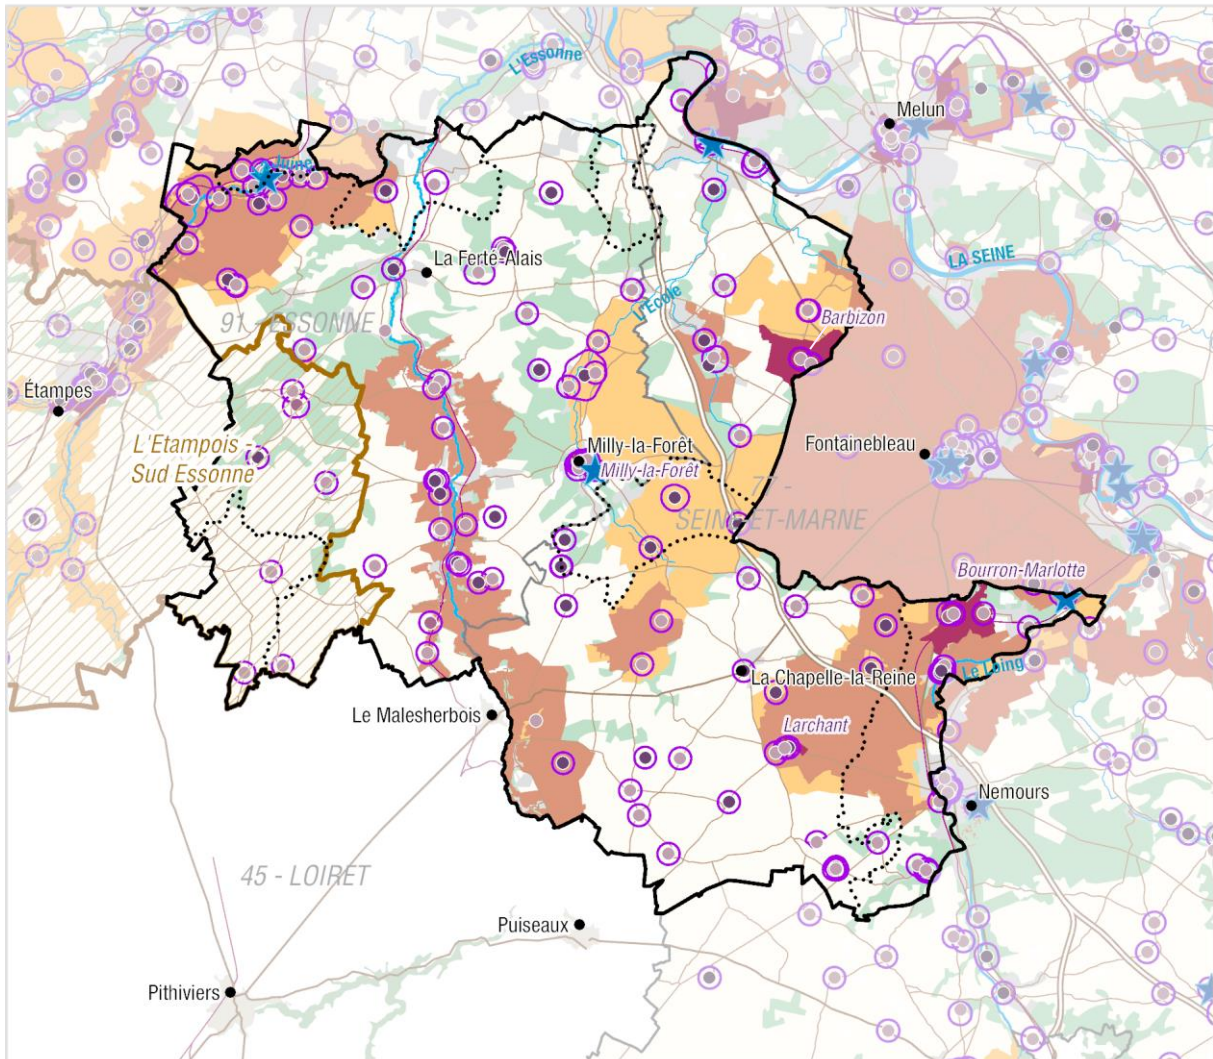 L'Essonne
Melun
Juine
La Ferté-Alais
LA SEINE
L'École
91 - ESSONNE
Barbizon
Étampes
L'Etampois -
Sud Essonne
Milly-la-Forêt
Milly-la-Forêt
Fontainebleau
77 -
SEINE-ET-MARNE
Bourron-Marlotte
Le Loing
La Chapelle-la-Reine
Le Malesherbois
Larchant
Nemours
45 - LOIRET
Puiseaux
Pithiviers